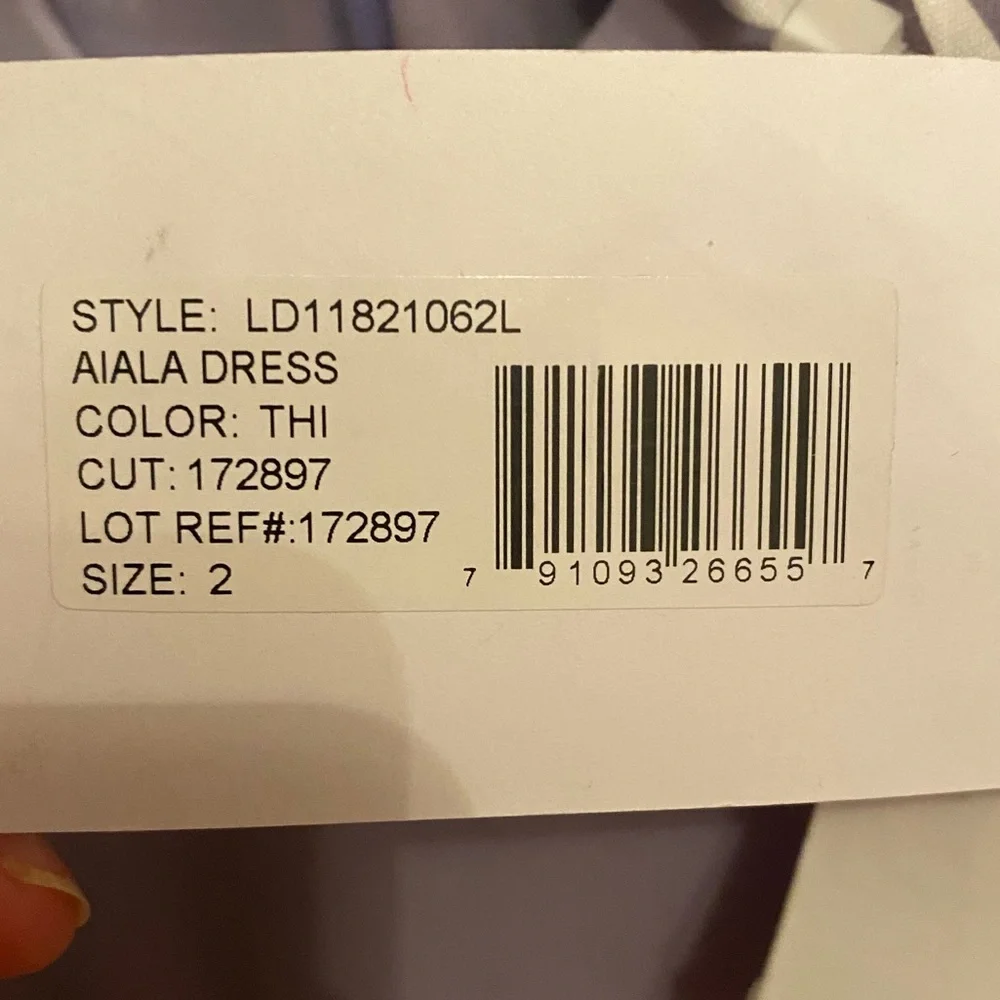 STYLE: LD11821062L
AIALA DRESS
COLOR: THI
CUT: 172897
LOT REF#:172897
SIZE: 2
7 91093 26655 7